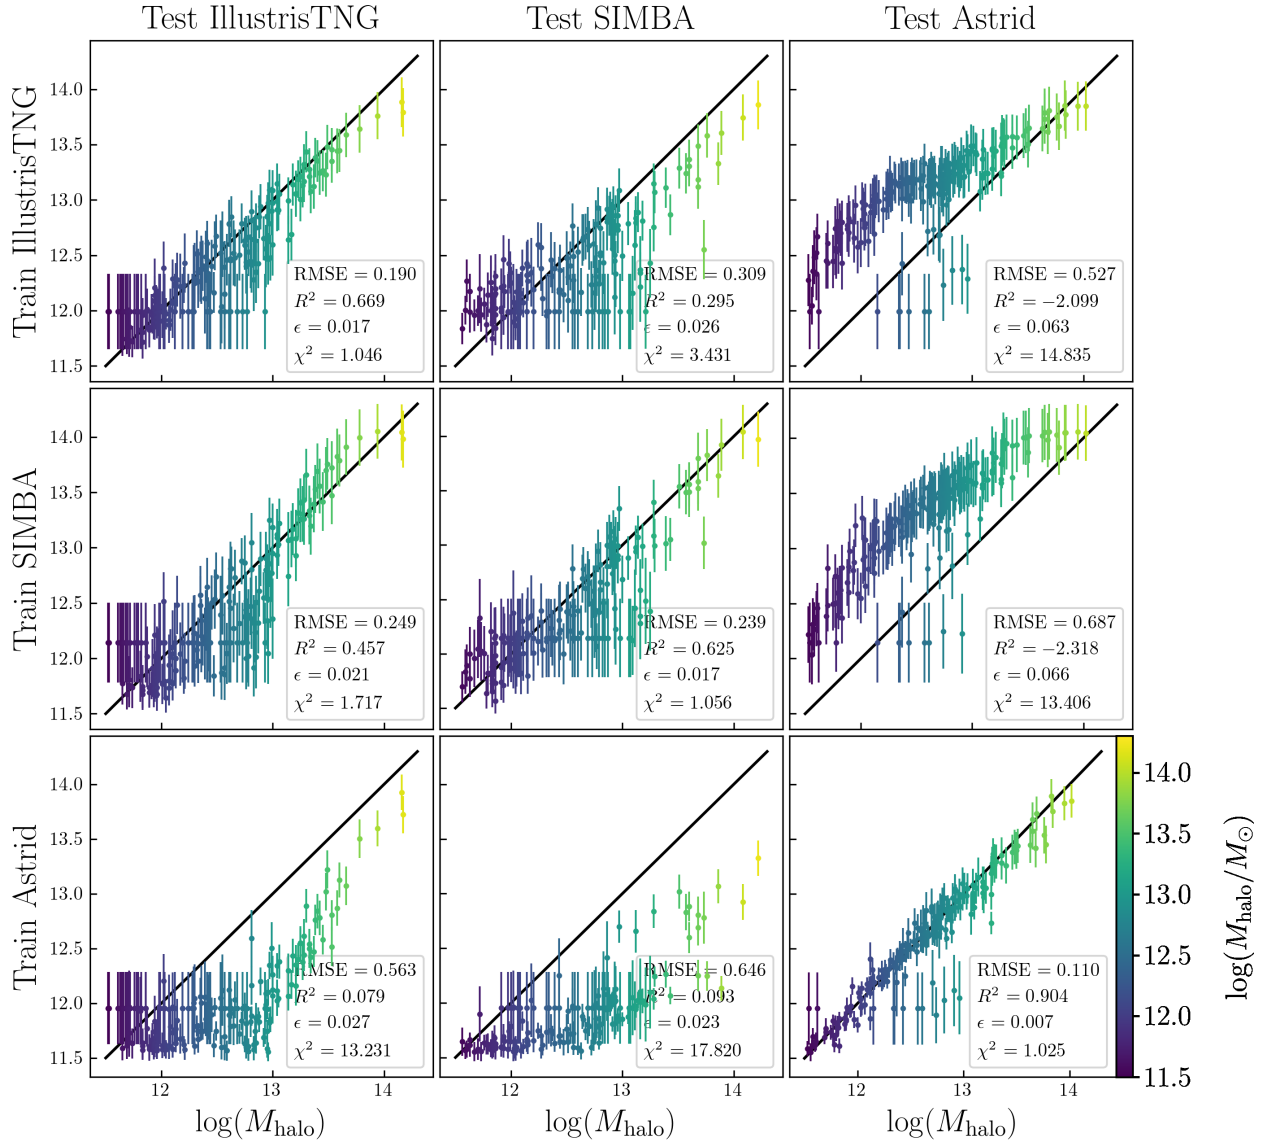 Test IllustrisTNG
Test SIMBA
Test Astrid
Train IllustrisTNG
14.0
13.5
13.0
12.5
12.0
11.5
RMSE = 0.190
R² = 0.669
ϵ = 0.017
χ² = 1.046
RMSE = 0.309
R² = 0.295
ϵ = 0.026
χ² = 3.431
RMSE = 0.527
R² = −2.099
ϵ = 0.063
χ² = 14.835
Train SIMBA
14.0
13.5
13.0
12.5
12.0
11.5
RMSE = 0.249
R² = 0.457
ϵ = 0.021
χ² = 1.717
RMSE = 0.239
R² = 0.625
ϵ = 0.017
χ² = 1.056
RMSE = 0.687
R² = −2.318
ϵ = 0.066
χ² = 13.406
Train Astrid
14.0
13.5
13.0
12.5
12.0
11.5
RMSE = 0.563
R² = 0.079
ϵ = 0.027
χ² = 13.231
RMSE = 0.646
R² = 0.093
ϵ = 0.023
χ² = 17.820
RMSE = 0.110
R² = 0.904
ϵ = 0.007
χ² = 1.025
14.0
13.5
13.0
12.5
12.0
11.5
log(M_halo/M_⊙)
12 13 14
12 13 14
12 13 14
log(M_halo)
log(M_halo)
log(M_halo)